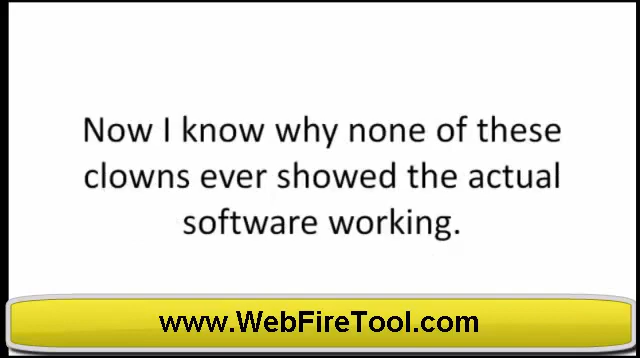 Now I know why none of these
clowns ever showed the actual
software working.
www.WebFireTool.com